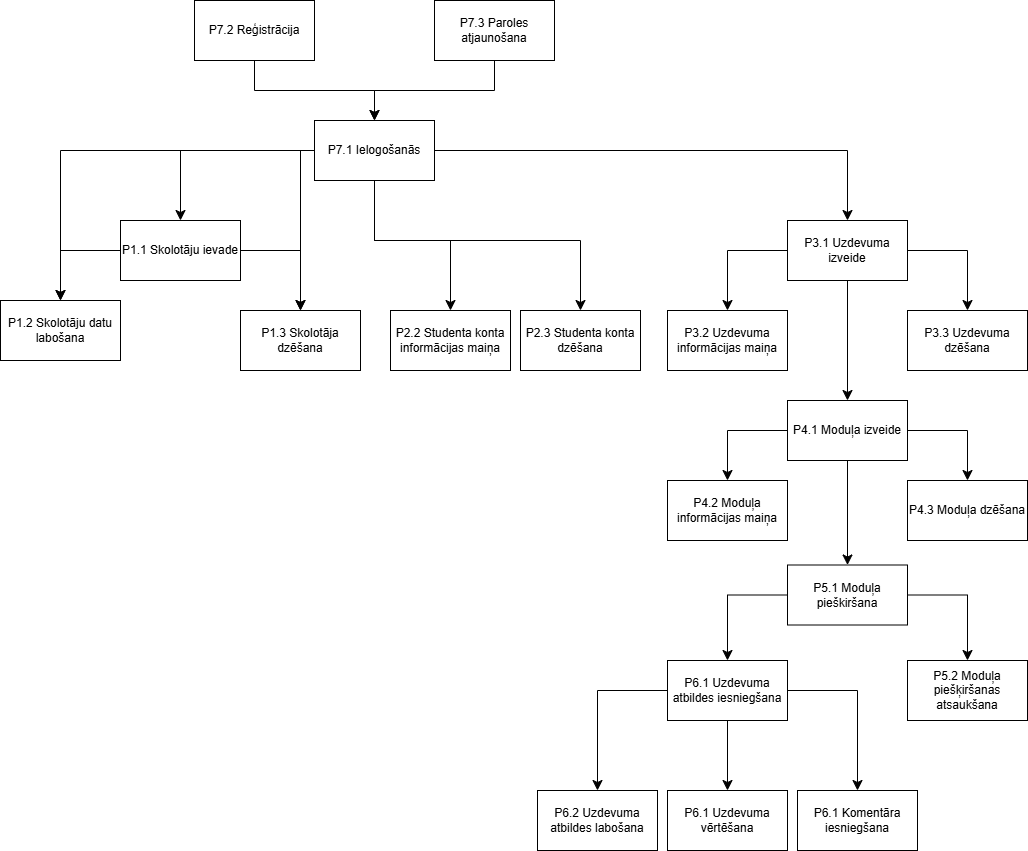 P7.2 Reģistrācija
P7.3 Paroles
atjaunošana
P7.1 Ielogošanās
P1.1 Skolotāju ievade
P3.1 Uzdevuma
izveide
P1.2 Skolotāju datu
labošana
P1.3 Skolotāja
dzēšana
P2.2 Studenta konta
informācijas maiņa
P2.3 Studenta konta
dzēšana
P3.2 Uzdevuma
informācijas maiņa
P3.3 Uzdevuma
dzēšana
P4.1 Moduļa izveide
P4.2 Moduļa
informācijas maiņa
P4.3 Moduļa dzēšana
P5.1 Moduļa
piešķiršana
P6.1 Uzdevuma
atbildes iesniegšana
P5.2 Moduļa
piešķiršanas
atsaukšana
P6.2 Uzdevuma
atbildes labošana
P6.1 Uzdevuma
vērtēšana
P6.1 Komentāra
iesniegšana